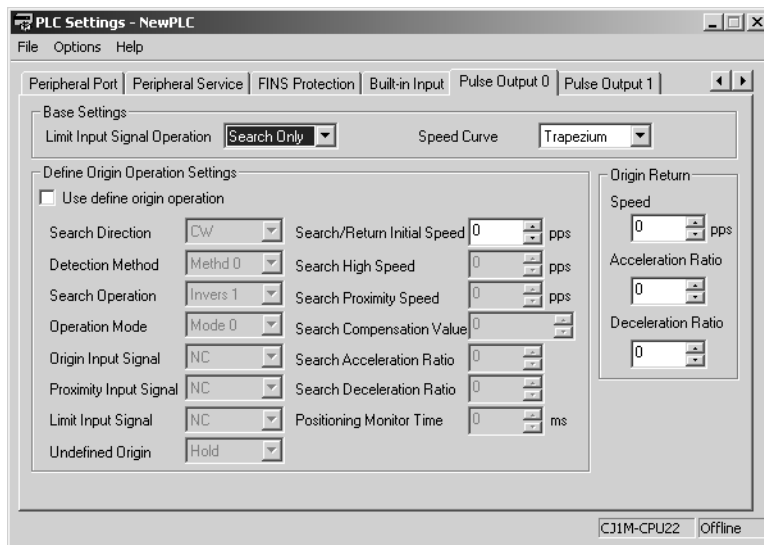 PLC Settings - NewPLC
File Options Help
Peripheral Port Peripheral Service FINS Protection Built-in Input Pulse Output 0 Pulse Output 1
Base Settings
Limit Input Signal Operation Search Only Speed Curve Trapezium
Define Origin Operation Settings
Use define origin operation
Search Direction CW Search/Return Initial Speed 0 pps
Detection Method Methd 0 Search High Speed 0 pps
Search Operation Invers 1 Search Proximity Speed 0 pps
Operation Mode Mode 0 Search Compensation Value 0
Origin Input Signal NC Search Acceleration Ratio 0
Proximity Input Signal NC Search Deceleration Ratio 0
Limit Input Signal NC Positioning Monitor Time 0 ms
Undefined Origin Hold
Origin Return
Speed
0 pps
Acceleration Ratio
0
Deceleration Ratio
0
CJ1M-CPU22 Offline